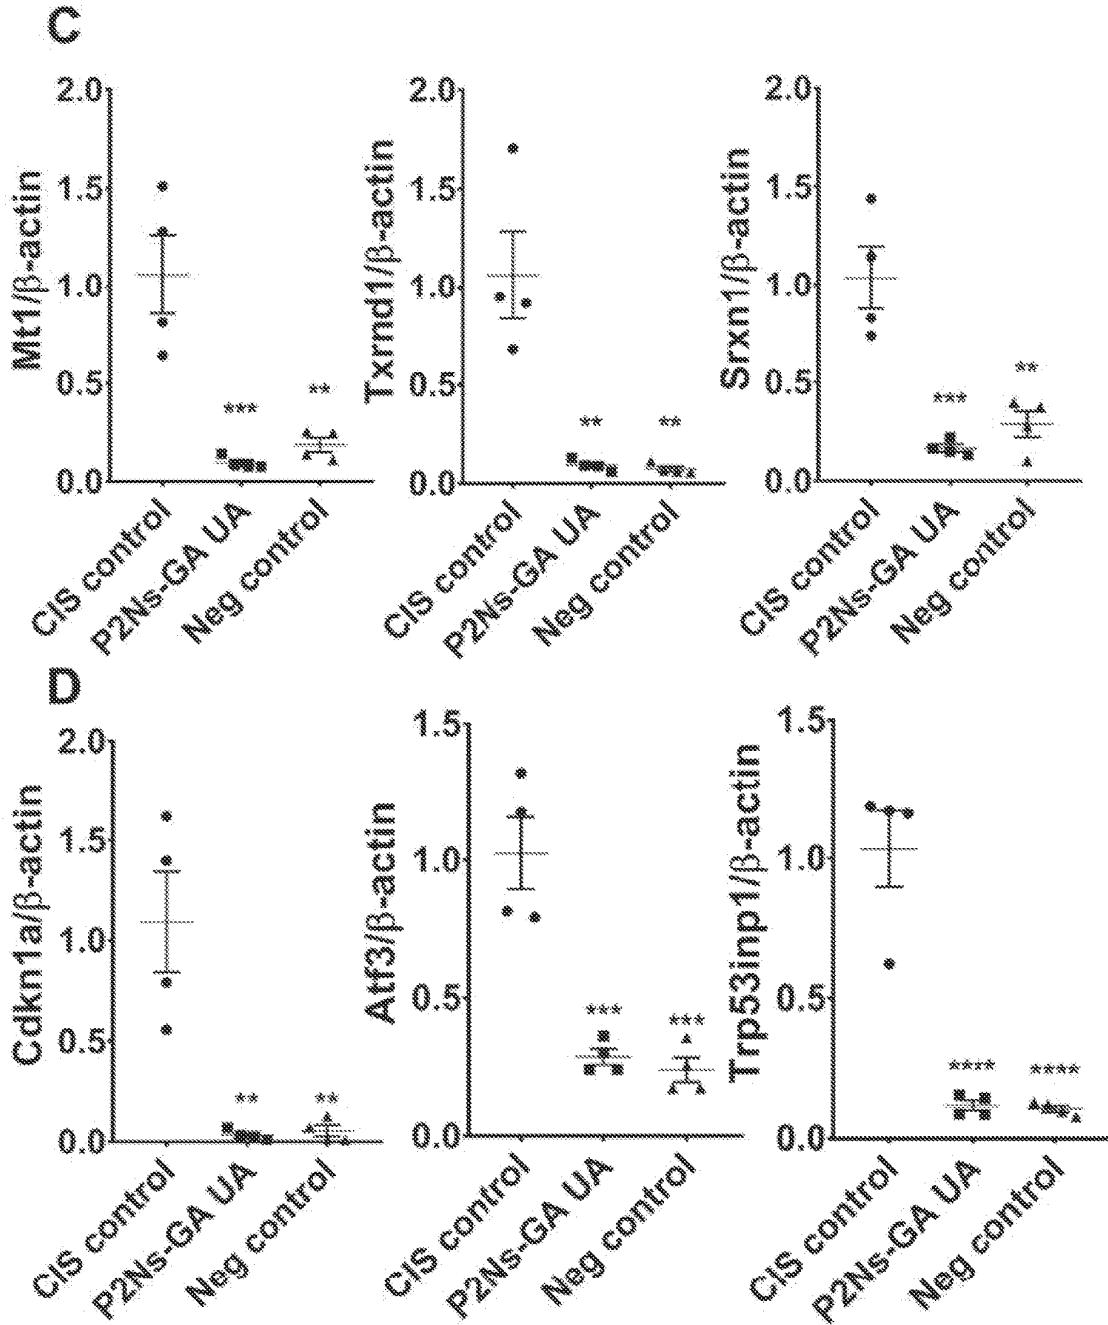 C
Mt1/β-actin
2.0
1.5
1.0
0.5
0.0
***
**
CIS control
P2Ns-GA UA
Neg control
Txrnd1/β-actin
2.0
1.5
1.0
0.5
0.0
**
**
CIS control
P2Ns-GA UA
Neg control
Srxn1/β-actin
2.0
1.5
1.0
0.5
0.0
***
**
CIS control
P2Ns-GA UA
Neg control
D
Cdkn1a/β-actin
2.0
1.5
1.0
0.5
0.0
**
**
CIS control
P2Ns-GA UA
Neg control
Atf3/β-actin
1.5
1.0
0.5
0.0
***
***
CIS control
P2Ns-GA UA
Neg control
Trp53inp1/β-actin
1.5
1.0
0.5
0.0
****
****
CIS control
P2Ns-GA UA
Neg control